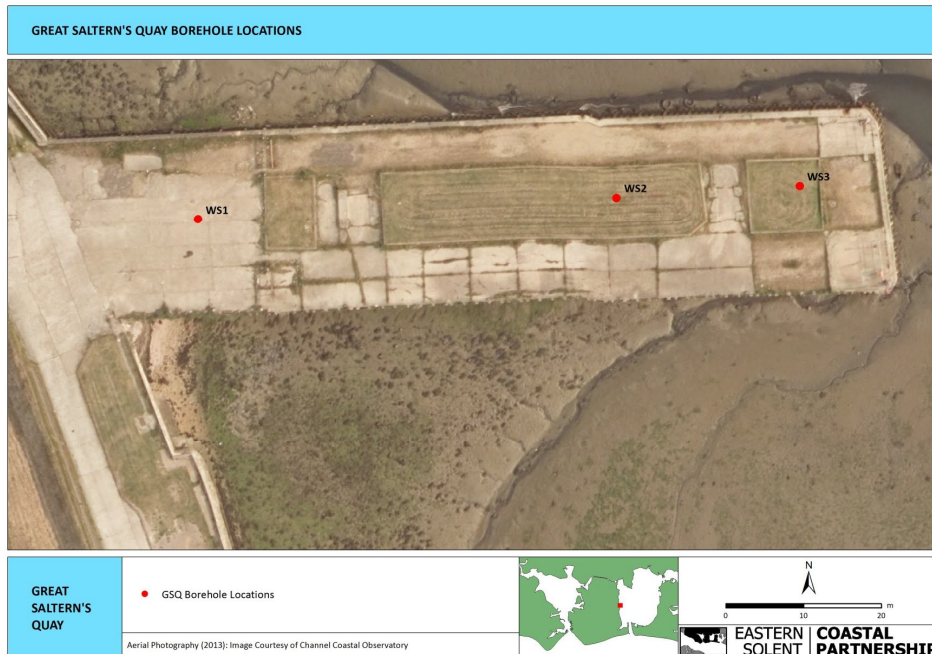 GREAT SALTERN'S QUAY BOREHOLE LOCATIONS
WS1
WS2
WS3
GREAT
SALTERN'S
QUAY
GSQ Borehole Locations
Aerial Photography (2013): Image Courtesy of Channel Coastal Observatory
N
0 10 20 m
EASTERN
SOLENT
COASTAL
PARTNERSHIP